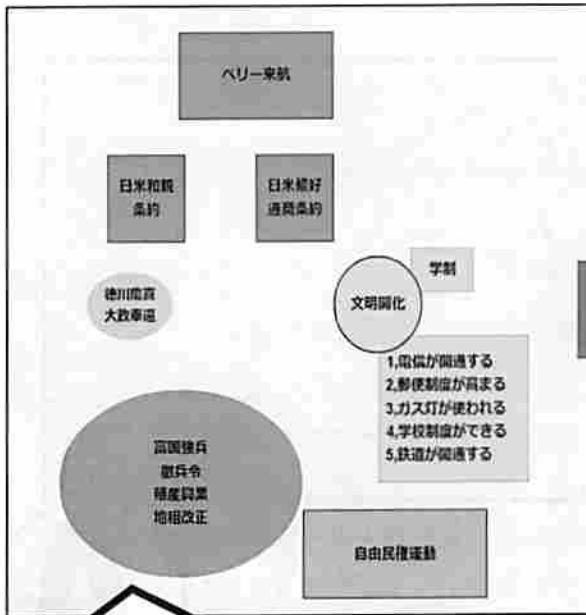 ペリー来航
日米和親
条約
日米修好
通商条約
学制
徳川慶喜
大政奉還
文明開化
1,電信が開通する
2,郵便制度が高まる
3,ガス灯が使われる
4,学校制度ができる
5,鉄道が開通する
富国強兵
徴兵令
殖産興業
地租改正
自由民権運動